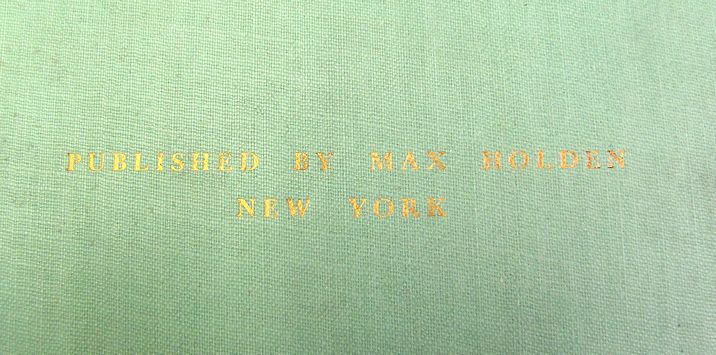 PUBLISHED BY MAX HOLDEN
NEW YORK